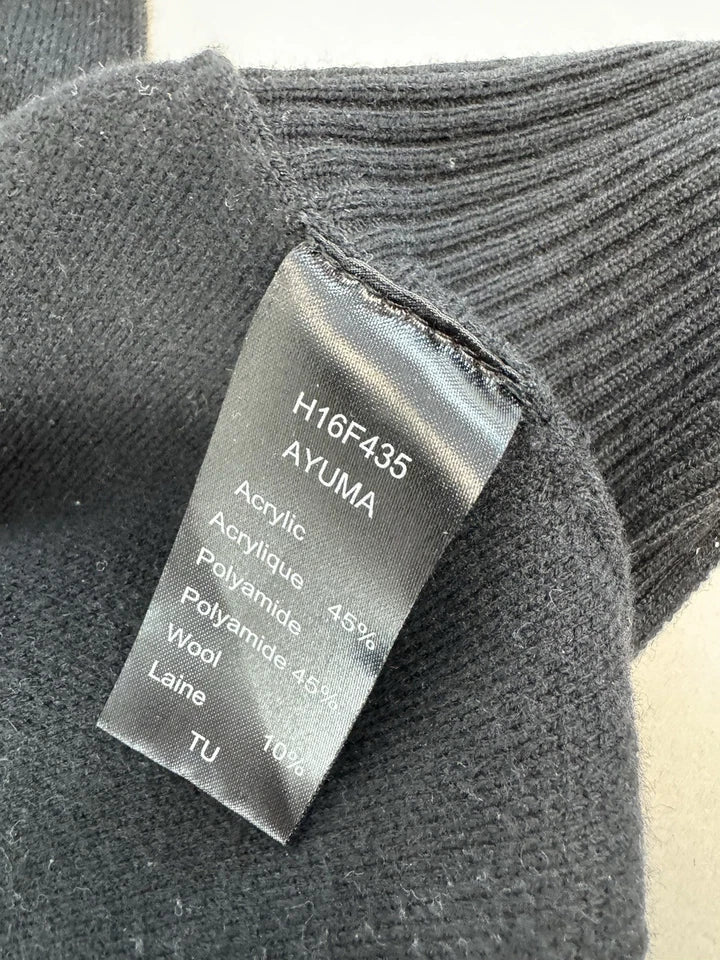 H16F435
AYUMA
Acrylic
Acrylique 45%
Polyamide
Polyamide 45%
Wool
Laine 10%
TU